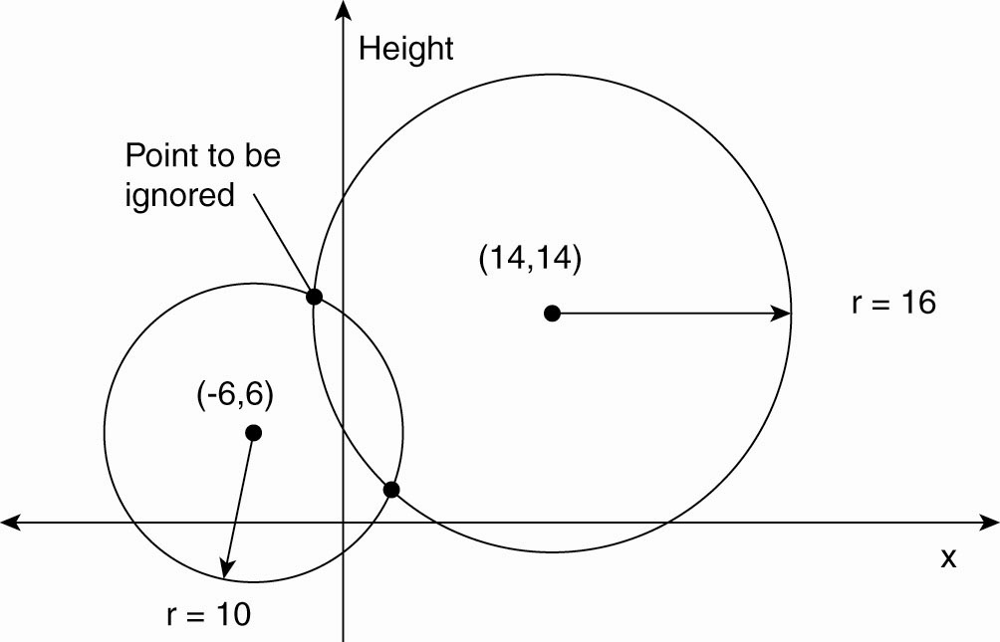 Height
Point to be
ignored
(14,14)
r = 16
(-6,6)
x
r = 10